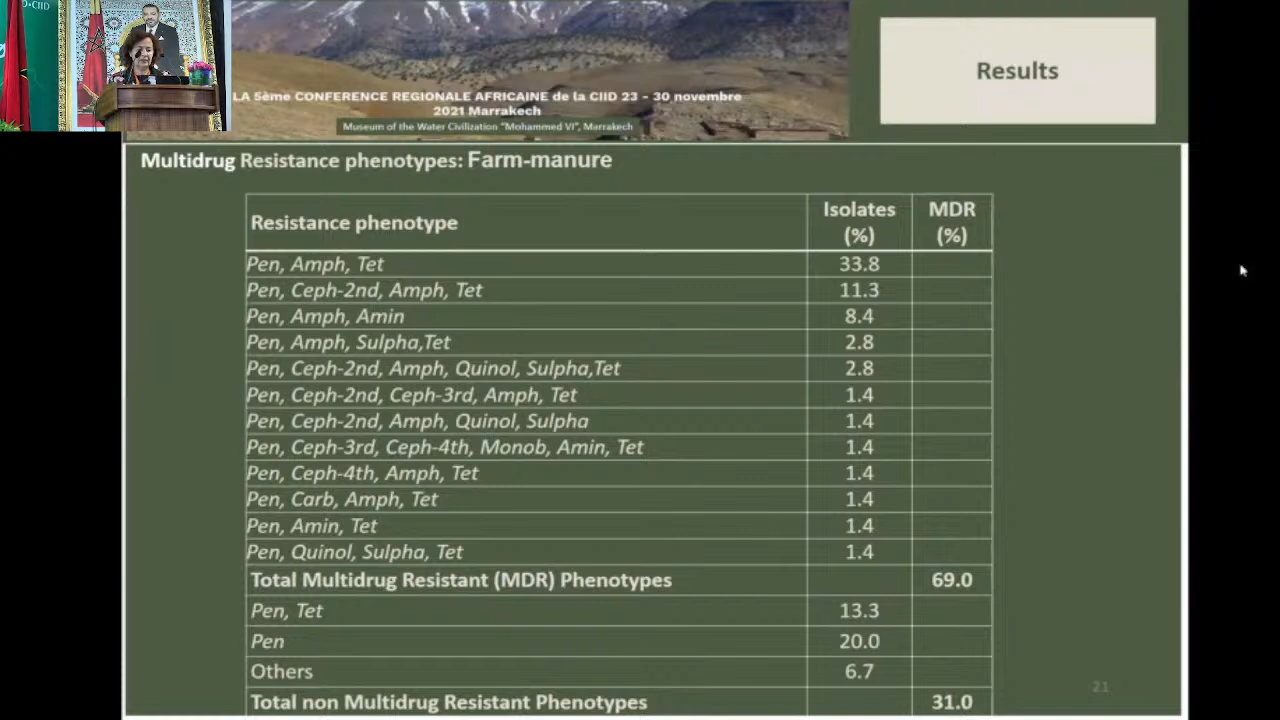 CIID
LA 5ème CONFERENCE REGIONALE AFRICAINE de la CIID 23 - 30 novembre
2021 Marrakech
Museum of the Water Civilization "Mohammed VI", Marrakech
Results
Multidrug Resistance phenotypes: Farm-manure
Resistance phenotype Isolates (%) MDR (%)
Pen, Amph, Tet 33.8
Pen, Ceph-2nd, Amph, Tet 11.3
Pen, Amph, Amin 8.4
Pen, Amph, Sulpha,Tet 2.8
Pen, Ceph-2nd, Amph, Quinol, Sulpha,Tet 2.8
Pen, Ceph-2nd, Ceph-3rd, Amph, Tet 1.4
Pen, Ceph-2nd, Amph, Quinol, Sulpha 1.4
Pen, Ceph-3rd, Ceph-4th, Monob, Amin, Tet 1.4
Pen, Ceph-4th, Amph, Tet 1.4
Pen, Carb, Amph, Tet 1.4
Pen, Amin, Tet 1.4
Pen, Quinol, Sulpha, Tet 1.4
Total Multidrug Resistant (MDR) Phenotypes 69.0
Pen, Tet 13.3
Pen 20.0
Others 6.7
Total non Multidrug Resistant Phenotypes 31.0
21